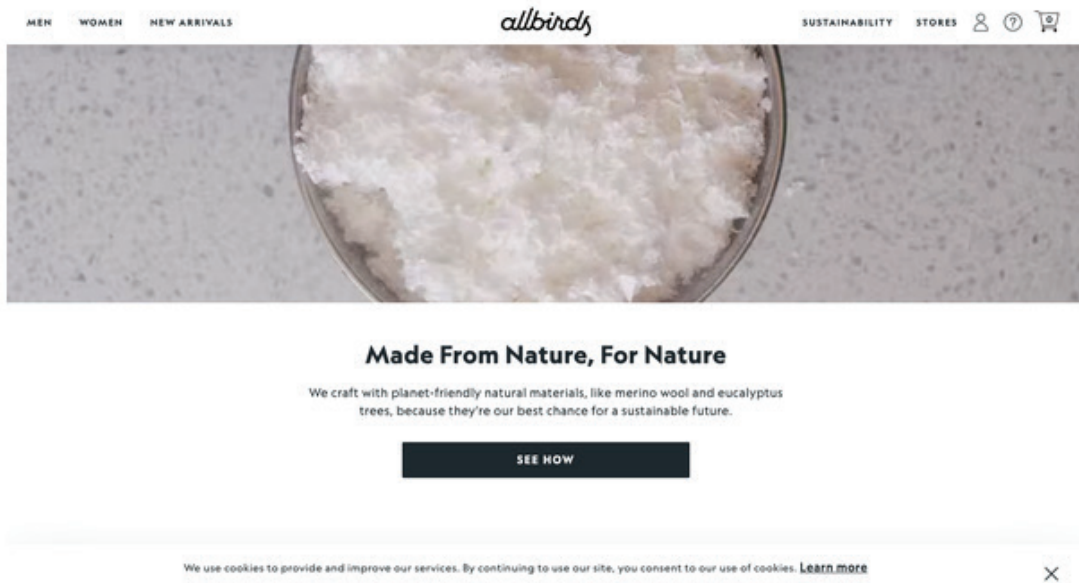 MEN WOMEN NEW ARRIVALS allbirds SUSTAINABILITY STORES ? 0
Made From Nature, For Nature
We craft with planet-friendly natural materials, like merino wool and eucalyptus
trees, because they're our best chance for a sustainable future.
SEE HOW
We use cookies to provide and improve our services. By continuing to use our site, you consent to our use of cookies. Learn more